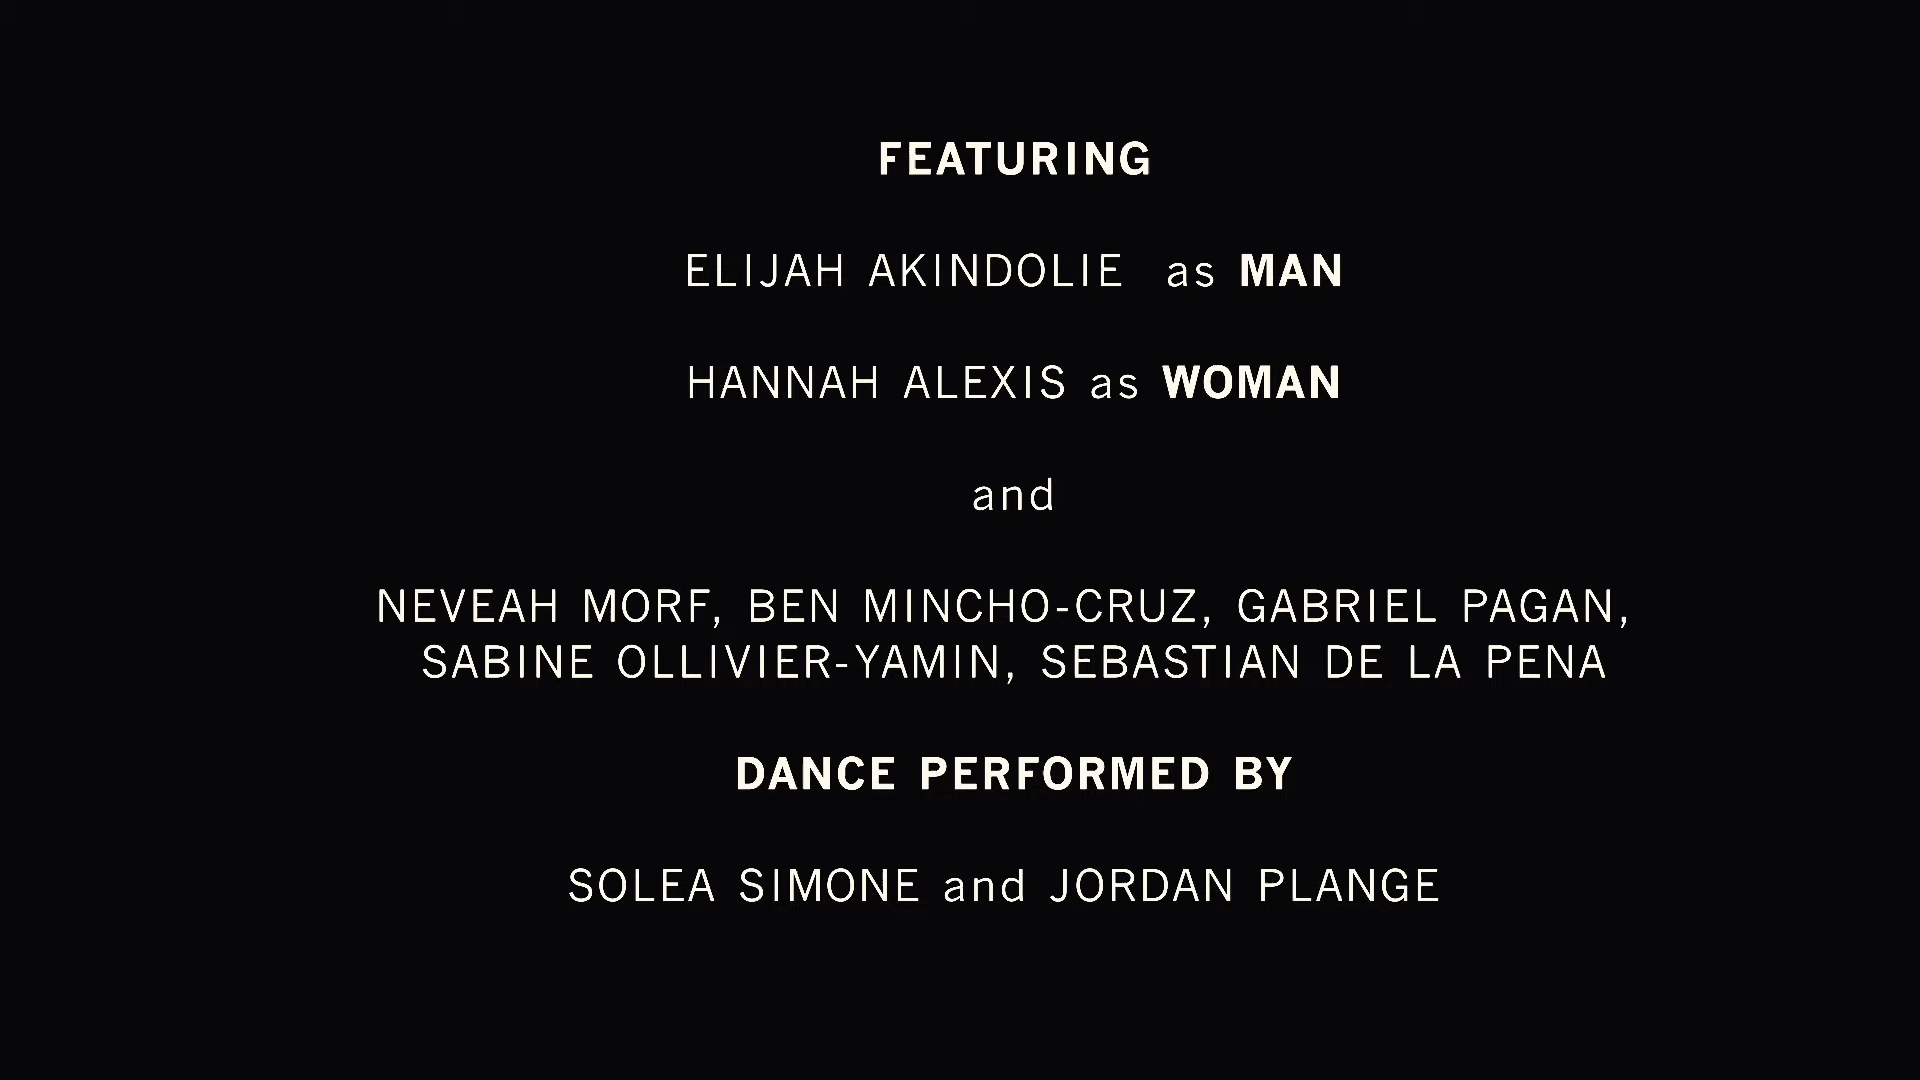 FEATURING
ELIJAH AKINDOLIE as MAN
HANNAH ALEXIS as WOMAN
and
NEVEAH MORF, BEN MINCHO-CRUZ, GABRIEL PAGAN,
SABINE OLLIVIER-YAMIN, SEBASTIAN DE LA PENA
DANCE PERFORMED BY
SOLEA SIMONE and JORDAN PLANGE